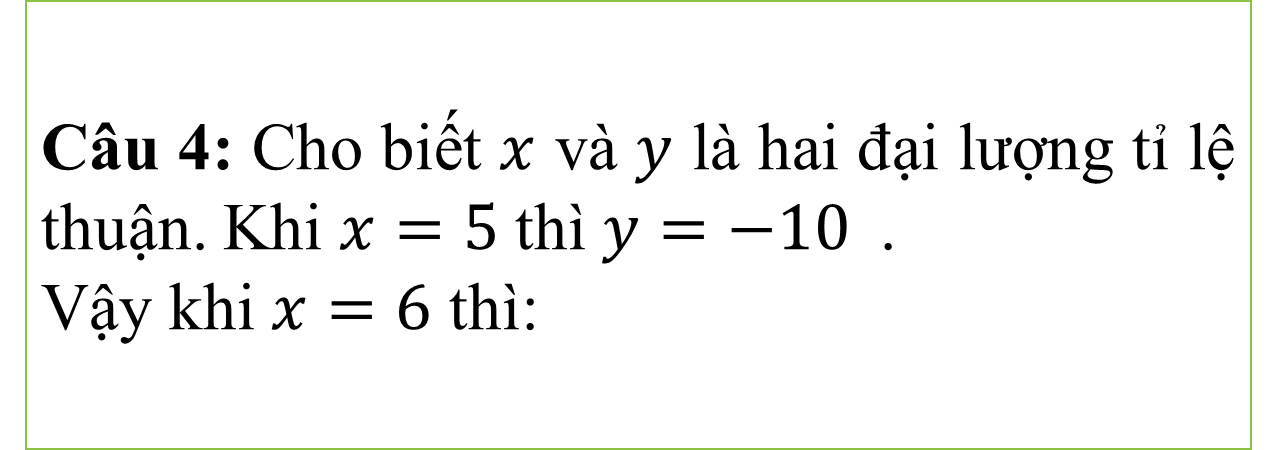 Câu 4: Cho biết x và y là hai đại lượng tỉ lệ
thuận. Khi x = 5 thì y = −10 .
Vậy khi x = 6 thì: